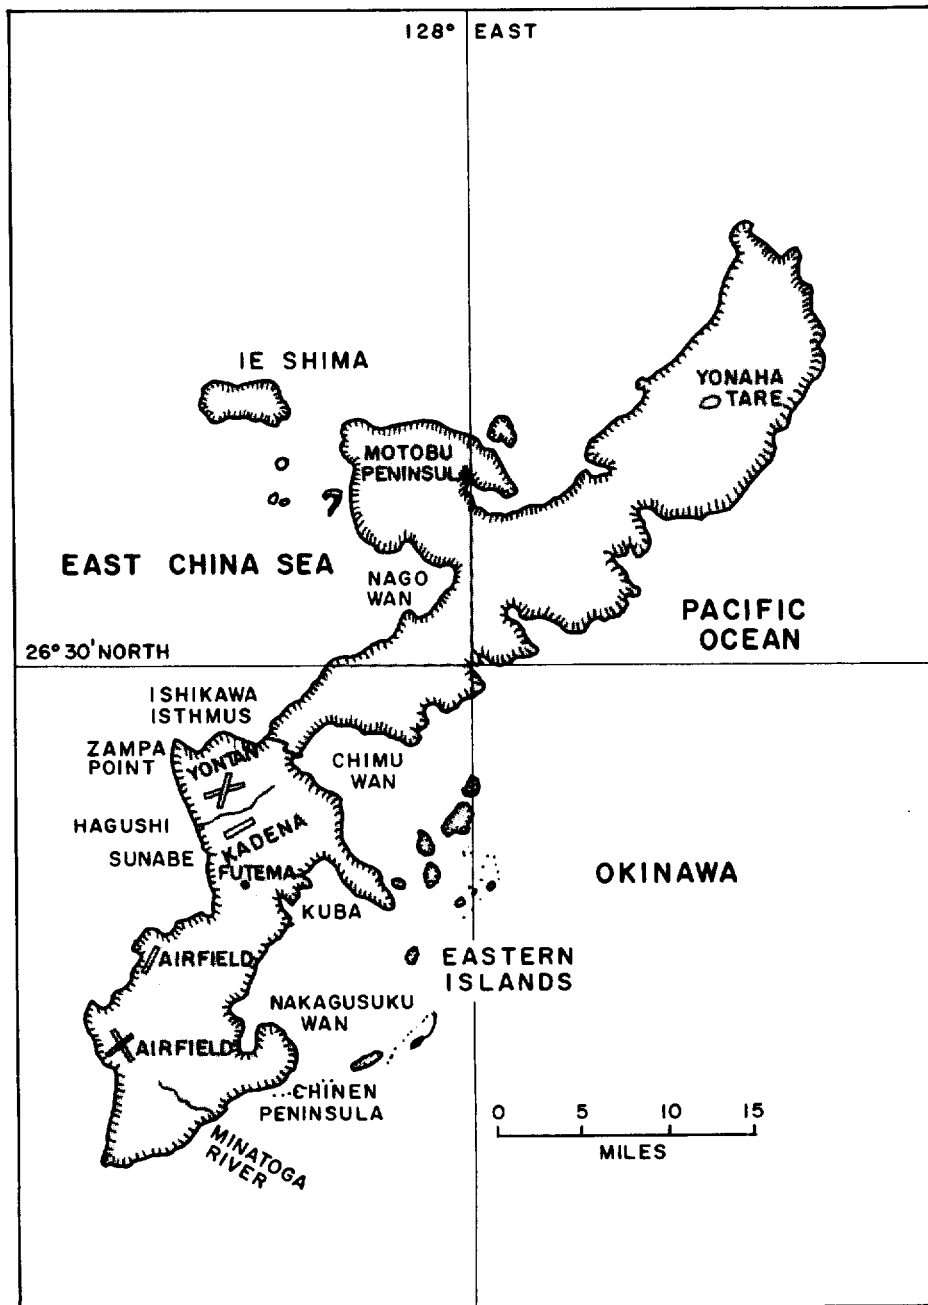 128° EAST
IE SHIMA
YONAHA
TARE
MOTOBU
PENINSULA
EAST CHINA SEA
NAGO
WAN
PACIFIC
OCEAN
26° 30' NORTH
ISHIKAWA
ISTHMUS
ZAMPA
POINT
YONTAN
CHIMU
WAN
HAGUSHI
KADENA
SUNABE
FUTEMA
OKINAWA
KUBA
AIRFIELD
EASTERN
ISLANDS
NAKAGUSUKU
WAN
AIRFIELD
CHINEN
PENINSULA
MINATOGA
RIVER
0 5 10 15
MILES